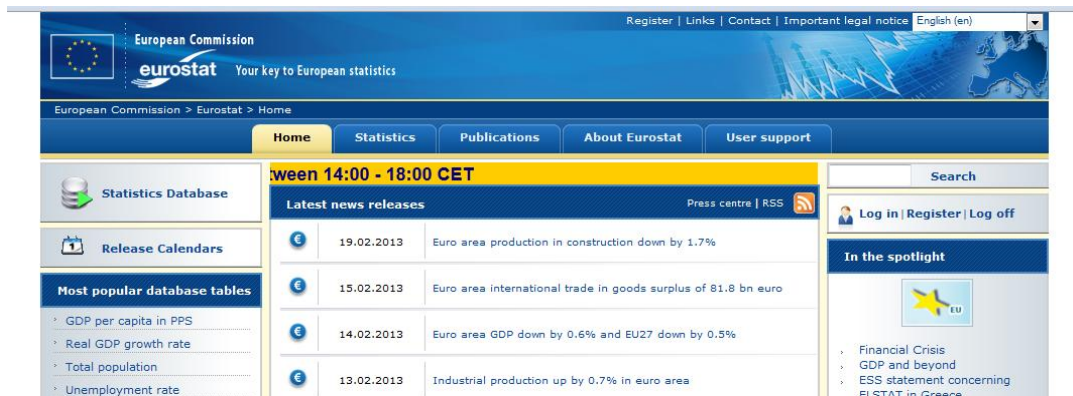 Register | Links | Contact | Important legal notice English (en)
European Commission
eurostat Your key to European statistics
European Commission > Eurostat > Home
Home Statistics Publications About Eurostat User support
Statistics Database
Release Calendars
Most popular database tables
GDP per capita in PPS
Real GDP growth rate
Total population
Unemployment rate
tween 14:00 - 18:00 CET
Latest news releases Press centre | RSS
19.02.2013 Euro area production in construction down by 1.7%
15.02.2013 Euro area international trade in goods surplus of 81.8 bn euro
14.02.2013 Euro area GDP down by 0.6% and EU27 down by 0.5%
13.02.2013 Industrial production up by 0.7% in euro area
Search
Log in | Register | Log off
In the spotlight
EU
Financial Crisis
GDP and beyond
ESS statement concerning
ELSTAT in Greece